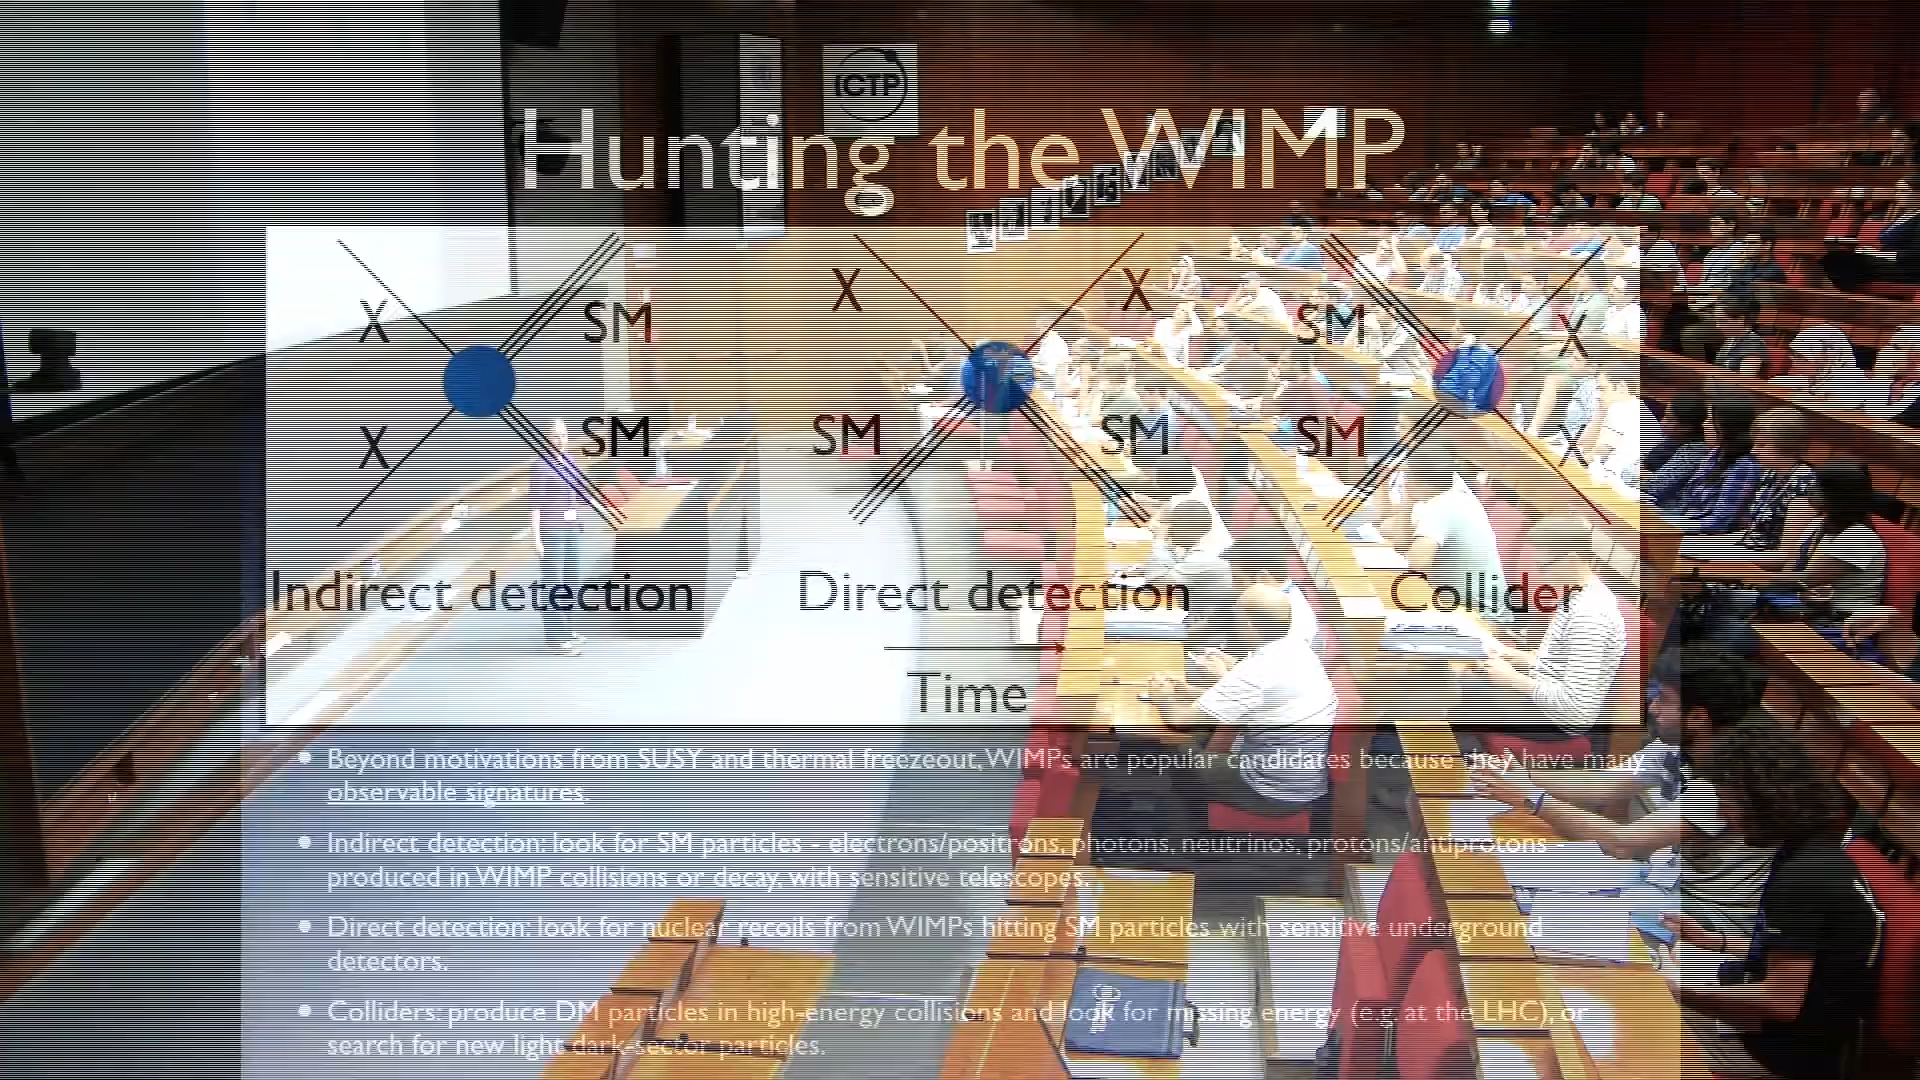 ICTP
Hunting the WIMP
X SM X X SM X
X SM SM SM SM X
Indirect detection Direct detection Collider
Time
• Beyond motivations from SUSY and thermal freezeout, WIMPs are popular candidates because they have many
observable signatures.
• Indirect detection: look for SM particles - electrons/positrons, photons, neutrinos, protons/antiprotons -
produced in WIMP collisions or decay, with sensitive telescopes.
• Direct detection: look for nuclear recoils from WIMPs hitting SM particles with sensitive underground
detectors.
• Colliders: produce DM particles in high-energy collisions and look for missing energy (e.g. at the LHC), or
search for new light dark-sector particles.